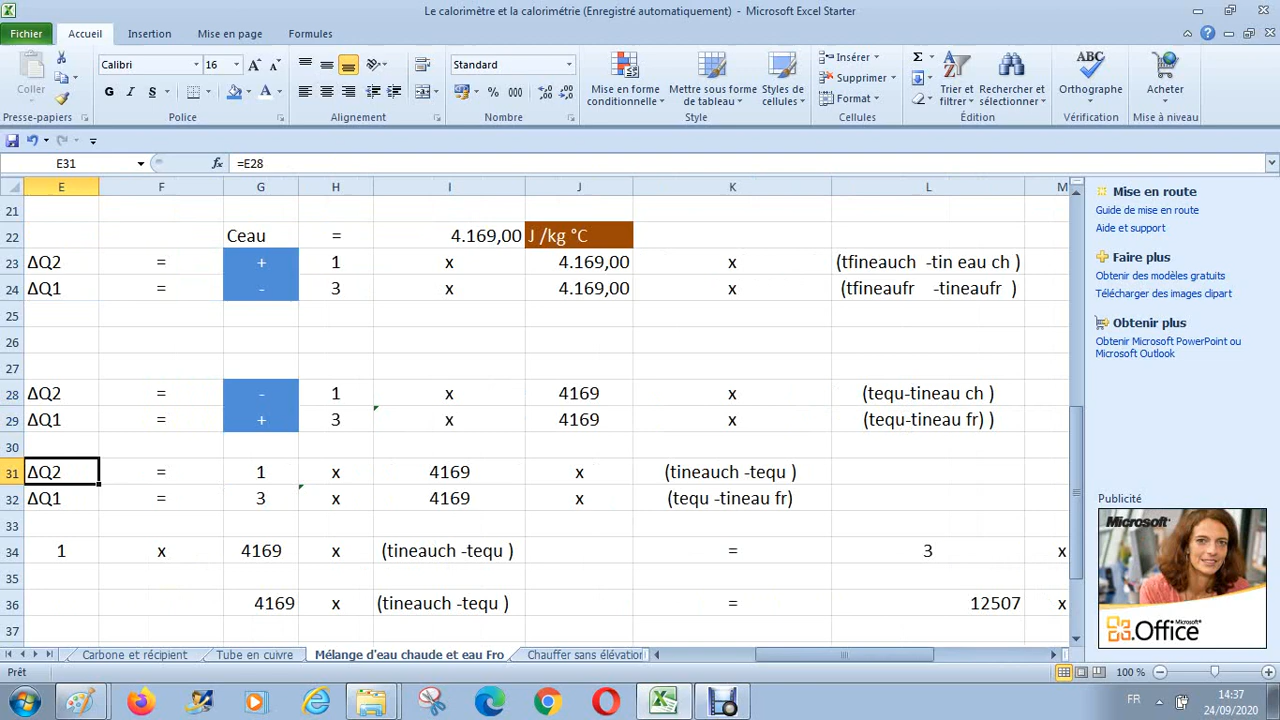 Le calorimètre et la calorimétrie (Enregistré automatiquement) - Microsoft Excel Starter
Fichier Accueil Insertion Mise en page Formules
Coller
Calibri 16 Standard
G I S A A A
% 000
Mise en forme conditionnelle
Mettre sous forme de tableau
Styles de cellules
Insérer
Supprimer
Format
Σ
Trier et filtrer
Rechercher et sélectionner
ABC
Orthographe
Acheter
Presse-papiers Police Alignement Nombre Style Cellules Édition Vérification Mise à niveau
E31 fx =E28
E F G H I J K L M
21
22 Ceau = 4.169,00 J /kg °C
23 ΔQ2 = + 1 x 4.169,00 x (tfineauch -tin eau ch )
24 ΔQ1 = - 3 x 4.169,00 x (tfineaufr -tineaufr )
25
26
27
28 ΔQ2 = - 1 x 4169 x (tequ-tineau ch )
29 ΔQ1 = + 3 x 4169 x (tequ-tineau fr) )
30
31 ΔQ2 = 1 x 4169 x (tineauch -tequ )
32 ΔQ1 = 3 x 4169 x (tequ -tineau fr)
33
34 1 x 4169 x (tineauch -tequ ) = 3 x
35
36 4169 x (tineauch -tequ ) = 12507 x
37
Mise en route
Guide de mise en route
Aide et support
Faire plus
Obtenir des modèles gratuits
Télécharger des images clipart
Obtenir plus
Obtenir Microsoft PowerPoint ou
Microsoft Outlook
Publicité
Microsoft
Office
Carbone et récipient Tube en cuivre Mélange d'eau chaude et eau Fro Chauffer sans élévation
Prêt 100 %
FR 14:37
24/09/2020